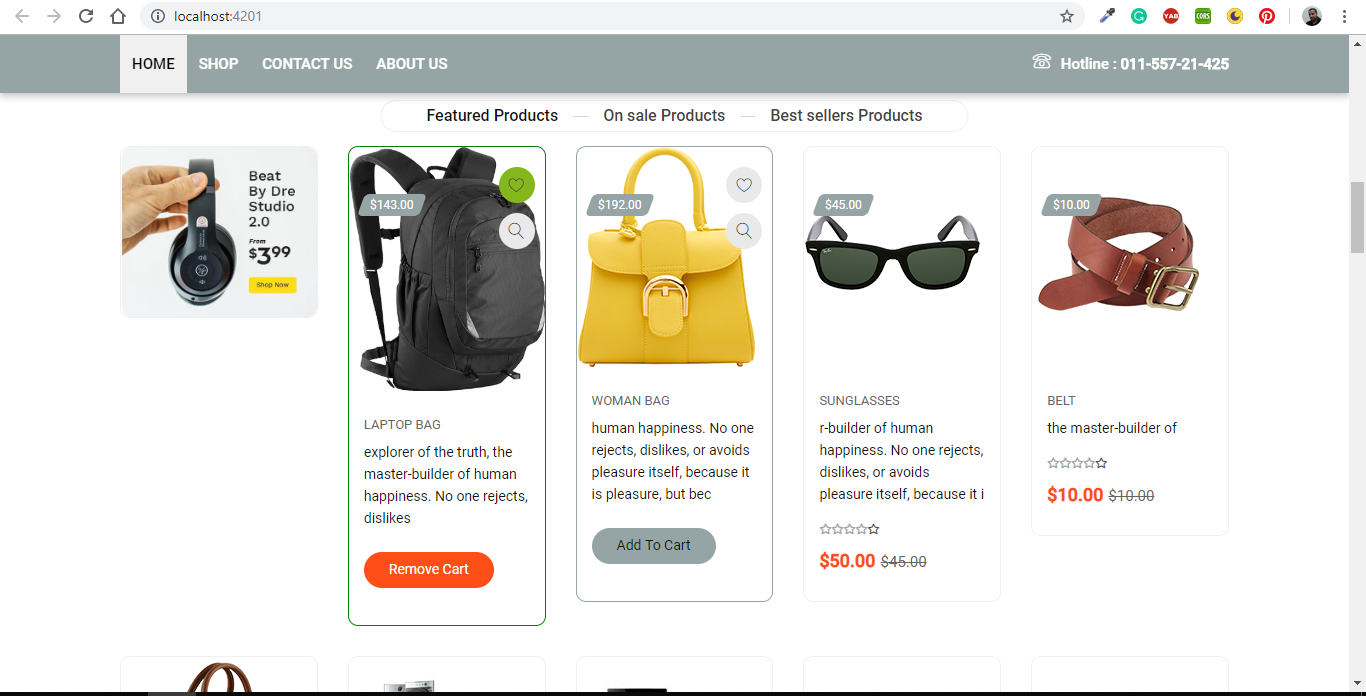 localhost:4201
YAB
CORS
HOME SHOP CONTACT US ABOUT US
Hotline : 011-557-21-425
Featured Products On sale Products Best sellers Products
Beat
By Dre
Studio
2.0
From
$3⁹⁹
Shop Now
$143.00
LAPTOP BAG
explorer of the truth, the
master-builder of human
happiness. No one rejects,
dislikes
Remove Cart
$192.00
WOMAN BAG
human happiness. No one
rejects, dislikes, or avoids
pleasure itself, because it
is pleasure, but bec
Add To Cart
$45.00
SUNGLASSES
r-builder of human
happiness. No one rejects,
dislikes, or avoids
pleasure itself, because it i
$50.00 $45.00
$10.00
BELT
the master-builder of
$10.00 $10.00